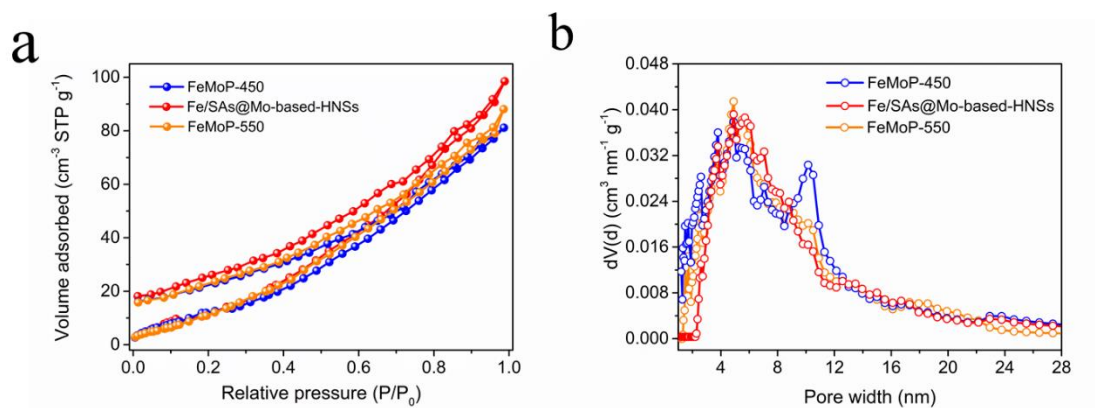 a
FeMoP-450
Fe/SAs@Mo-based-HNSs
FeMoP-550
Volume adsorbed (cm⁻³ STP g⁻¹)
100
80
60
40
20
0
0.0 0.2 0.4 0.6 0.8 1.0
Relative pressure (P/P₀)
b
FeMoP-450
Fe/SAs@Mo-based-HNSs
FeMoP-550
dV(d) (cm³ nm⁻¹ g⁻¹)
0.048
0.040
0.032
0.024
0.016
0.008
0.000
4 8 12 16 20 24 28
Pore width (nm)